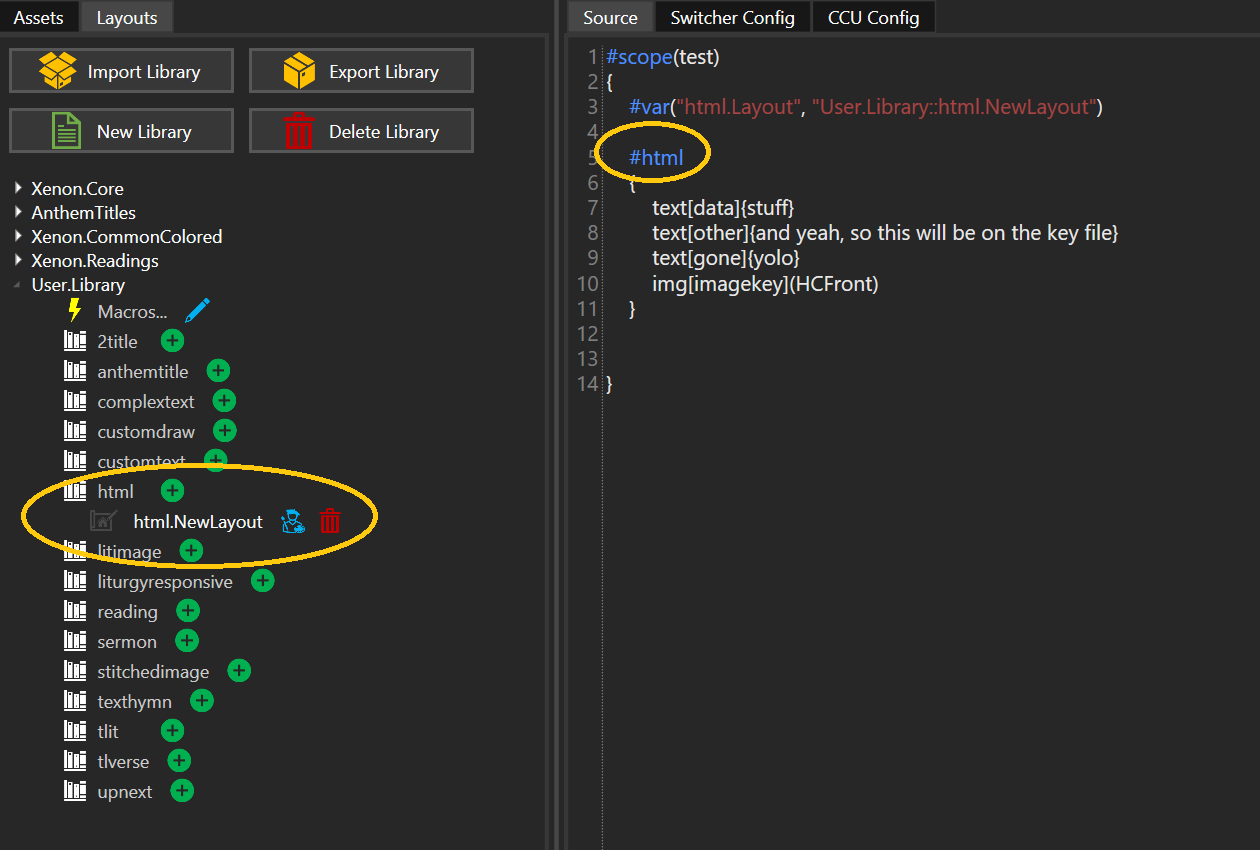 Assets Layouts
Import Library Export Library
New Library Delete Library
Xenon.Core
AnthemTitles
Xenon.CommonColored
Xenon.Readings
User.Library
Macros...
2title
anthemtitle
complextext
customdraw
customtext
html
html.NewLayout
litimage
liturgyresponsive
reading
sermon
stitchedimage
texthymn
tlit
tlverse
upnext
Source Switcher Config CCU Config
1 #scope(test)
2 {
3 #var("html.Layout", "User.Library::html.NewLayout")
4
5 #html
6 {
7 text[data]{stuff}
8 text[other]{and yeah, so this will be on the key file}
9 text[gone]{yolo}
10 img[imagekey](HCFront)
11 }
12
13
14 }